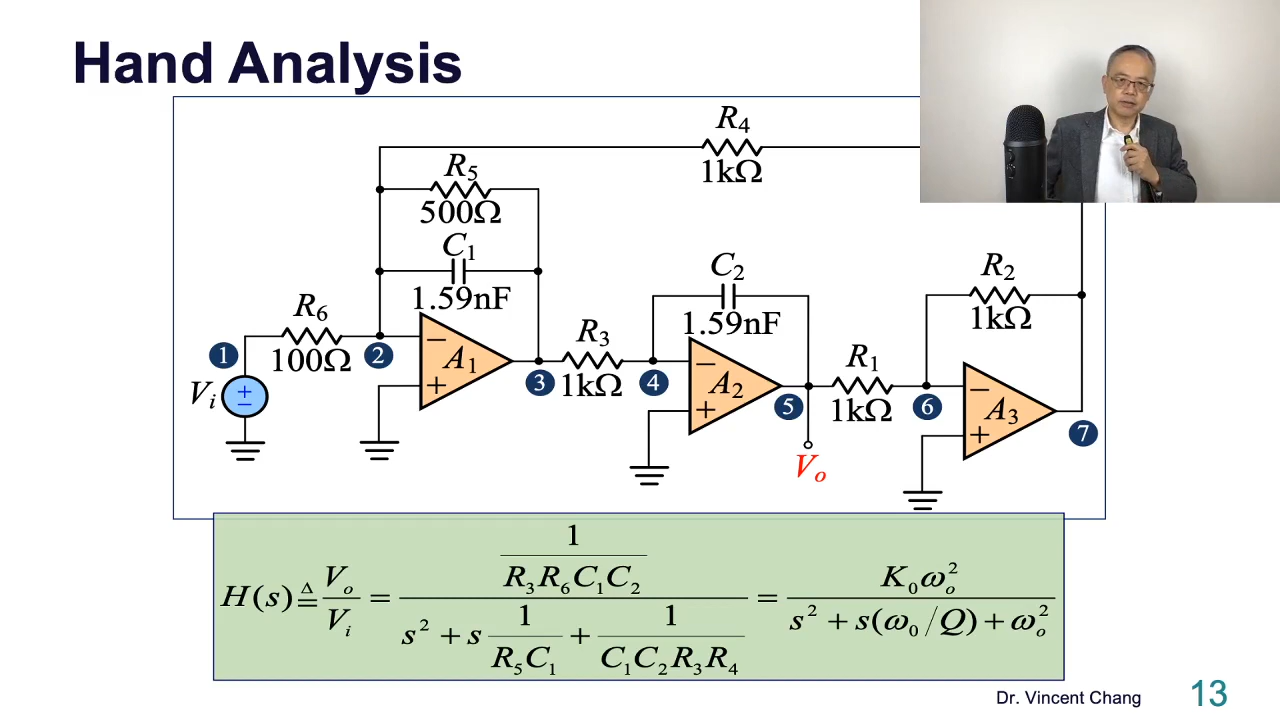 Hand Analysis
R4
1kΩ
R5
500Ω
C1
1.59nF
C2
1.59nF
R2
1kΩ
R6
100Ω
R3
1kΩ
R1
1kΩ
1
2
3
4
5
6
7
Vi
+
−
− A1 +
− A2 +
− A3 +
Vo
H(s) ≜ Vo/Vi = (1/(R3R6C1C2)) / (s² + s 1/(R5C1) + 1/(C1C2R3R4)) = K0ωo² / (s² + s(ω0/Q) + ωo²)
Dr. Vincent Chang
13